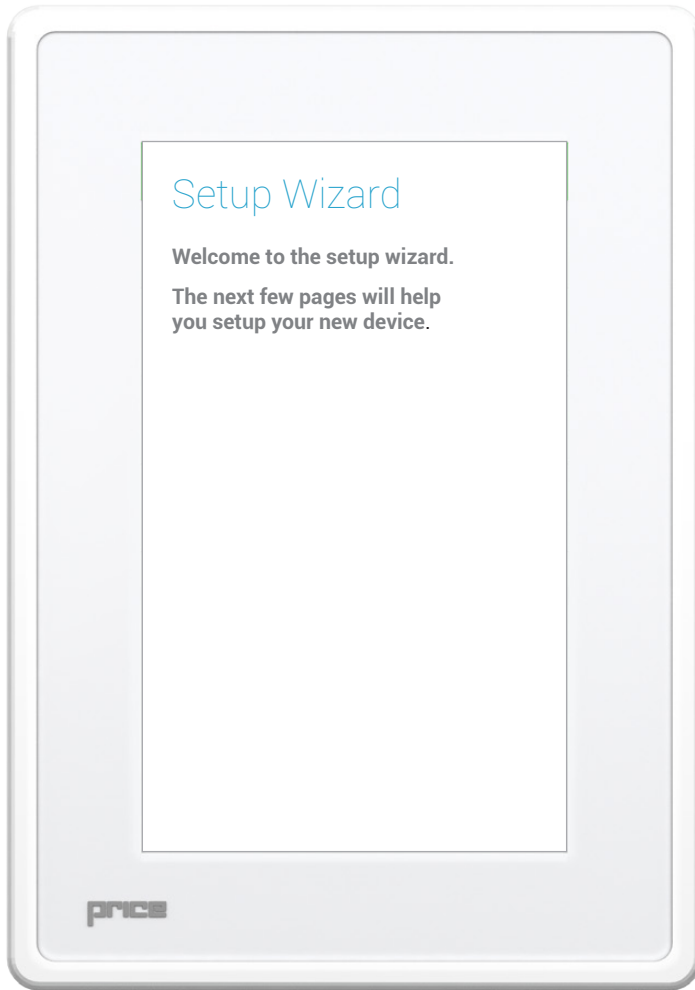 Setup Wizard
Welcome to the setup wizard.
The next few pages will help
you setup your new device.
price